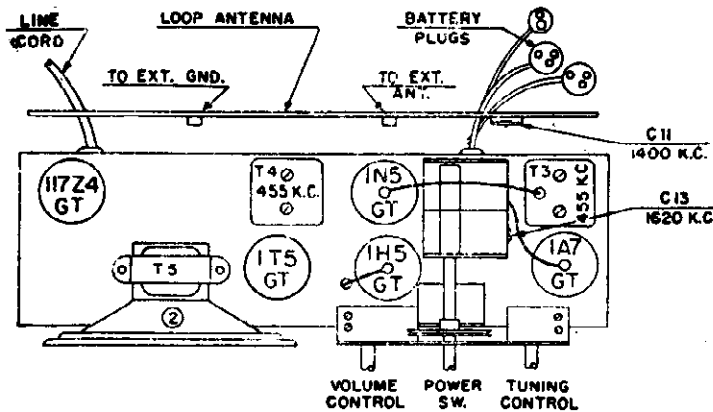 LINE
CORD
LOOP ANTENNA
BATTERY
PLUGS
TO EXT. GND.
TO EXT.
ANT.
C11
1400 K.C.
117Z4
GT
T4
455 K.C.
1N5
GT
T3
455 KC
C13
1620 K.C
T5
1T5
GT
1H5
GT
1A7
GT
2
VOLUME
CONTROL
POWER
SW.
TUNING
CONTROL